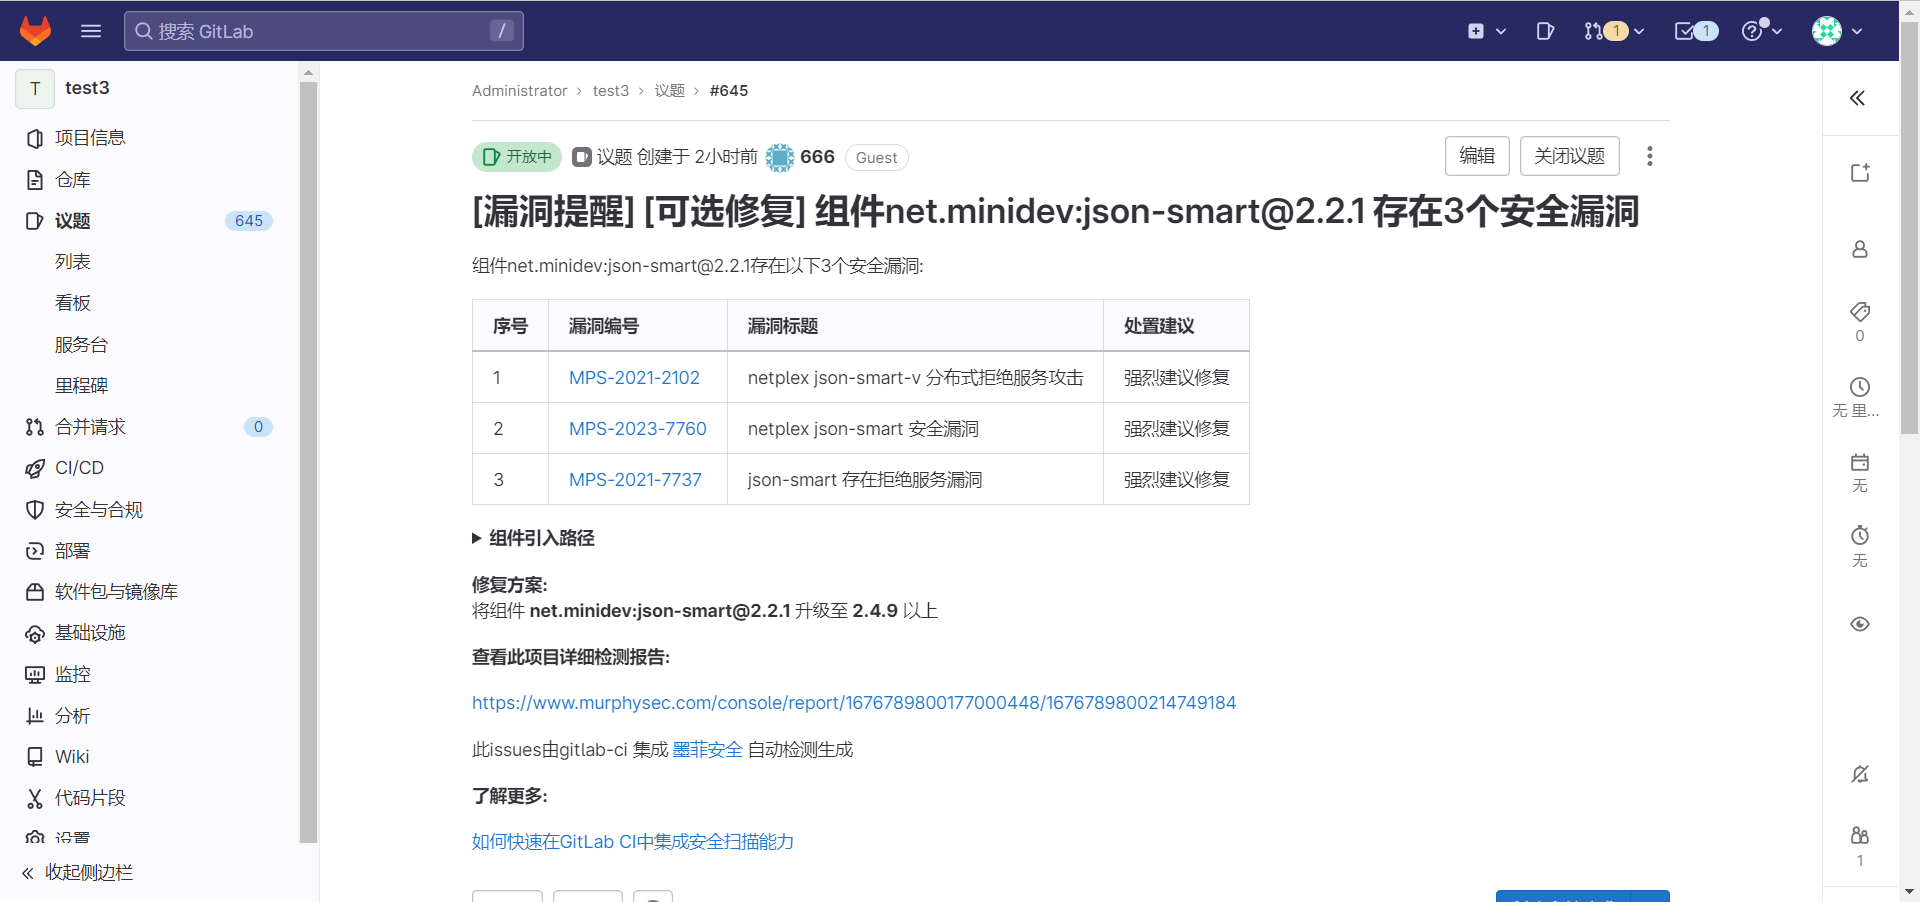 搜索 GitLab
/
1
1
T
test3
项目信息
仓库
议题
645
列表
看板
服务台
里程碑
合并请求
0
CI/CD
安全与合规
部署
软件包与镜像库
基础设施
监控
分析
Wiki
代码片段
设置
收起侧边栏
Administrator › test3 › 议题 › #645
开放中 议题 创建于 2小时前 666 Guest
编辑
关闭议题
[漏洞提醒] [可选修复] 组件net.minidev:json-smart@2.2.1 存在3个安全漏洞
组件net.minidev:json-smart@2.2.1存在以下3个安全漏洞:
序号 漏洞编号 漏洞标题 处置建议
1 MPS-2021-2102 netplex json-smart-v 分布式拒绝服务攻击 强烈建议修复
2 MPS-2023-7760 netplex json-smart 安全漏洞 强烈建议修复
3 MPS-2021-7737 json-smart 存在拒绝服务漏洞 强烈建议修复
组件引入路径
修复方案:
将组件 net.minidev:json-smart@2.2.1 升级至 2.4.9 以上
查看此项目详细检测报告:
https://www.murphysec.com/console/report/1676789800177000448/1676789800214749184
此issues由gitlab-ci 集成 墨菲安全 自动检测生成
了解更多:
如何快速在GitLab CI中集成安全扫描能力
0
无 里...
无
无
1